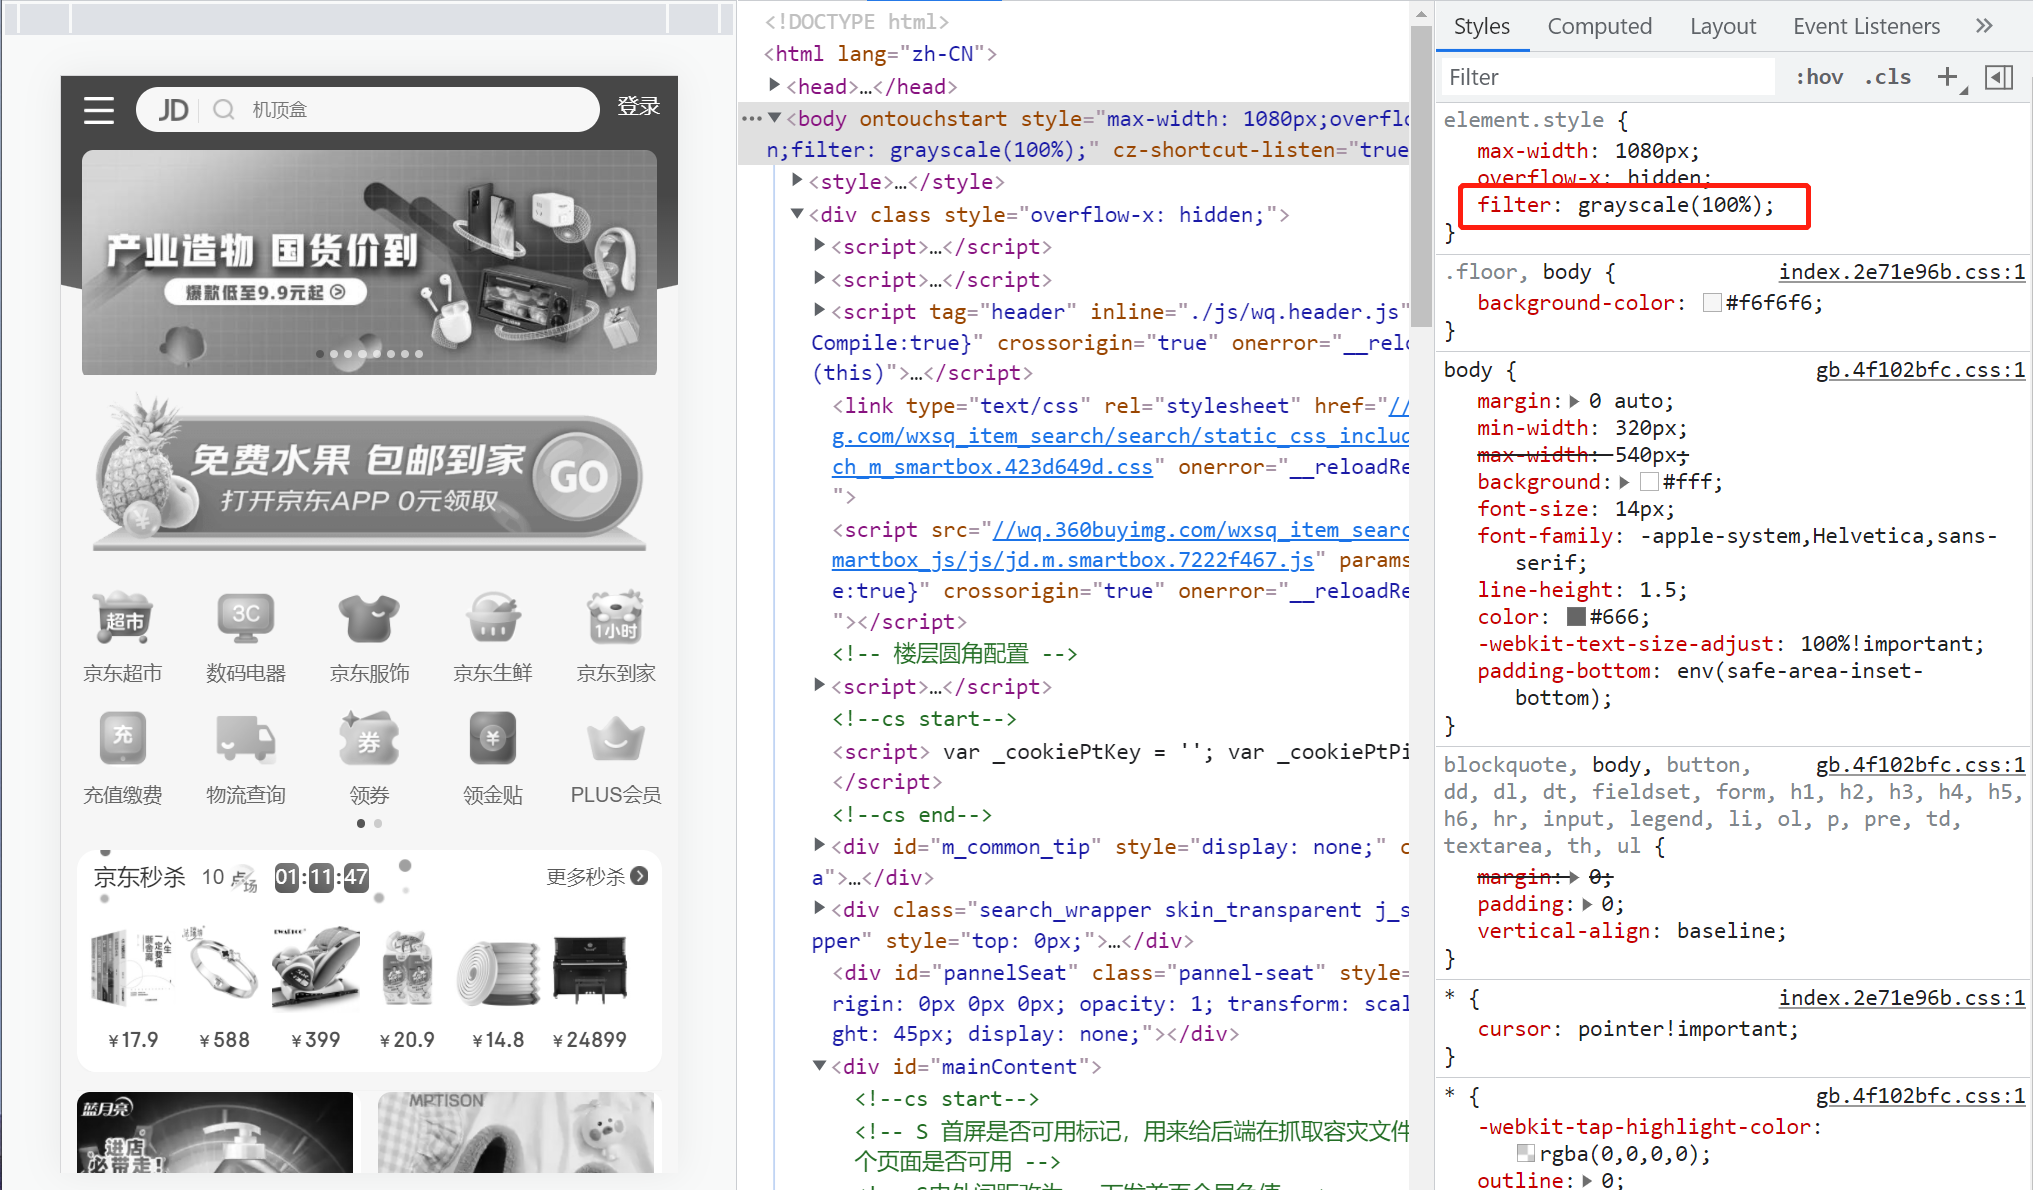 JD
机顶盒
登录
产业造物 国货价到
爆款低至9.9元起
免费水果 包邮到家
GO
打开京东APP 0元领取
超市
3C
1小时
京东超市
数码电器
京东服饰
京东生鲜
京东到家
充
券
¥
充值缴费
物流查询
领券
领金贴
PLUS会员
京东秒杀
10 点场
01:11:47
更多秒杀
¥17.9
¥588
¥399
¥20.9
¥14.8
¥24899
蓝月亮
进店
必带走!
MPTISON
<!DOCTYPE html>
<html lang="zh-CN">
<head>…</head>
<body ontouchstart style="max-width: 1080px;overflo
n;filter: grayscale(100%);" cz-shortcut-listen="true
<style>…</style>
<div class style="overflow-x: hidden;">
<script>…</script>
<script>…</script>
<script tag="header" inline="./js/wq.header.js"
Compile:true}" crossorigin="true" onerror="__relo
(this)">…</script>
<link type="text/css" rel="stylesheet" href="//
g.com/wxsq_item_search/search/static_css_includ
ch_m_smartbox.423d649d.css" onerror="__reloadRe
">
<script src="//wq.360buyimg.com/wxsq_item_searc
martbox_js/js/jd.m.smartbox.7222f467.js" params
e:true}" crossorigin="true" onerror="__reloadRe
"></script>
<!-- 楼层圆角配置 -->
<script>…</script>
<!--cs start-->
<script> var _cookiePtKey = ''; var _cookiePtPi
</script>
<!--cs end-->
<div id="m_common_tip" style="display: none;" c
a">…</div>
<div class="search_wrapper skin_transparent j_s
pper" style="top: 0px;">…</div>
<div id="pannelSeat" class="pannel-seat" style=
rigin: 0px 0px 0px; opacity: 1; transform: scal
ght: 45px; display: none;"></div>
<div id="mainContent">
<!--cs start-->
<!-- S 首屏是否可用标记，用来给后端在抓取容灾文件
个页面是否可用 -->
Styles Computed Layout Event Listeners »
Filter :hov .cls
element.style {
max-width: 1080px;
overflow-x: hidden;
filter: grayscale(100%);
}
.floor, body { index.2e71e96b.css:1
background-color: #f6f6f6;
}
body { gb.4f102bfc.css:1
margin: 0 auto;
min-width: 320px;
max-width: 540px;
background: #fff;
font-size: 14px;
font-family: -apple-system,Helvetica,sans-
serif;
line-height: 1.5;
color: #666;
-webkit-text-size-adjust: 100%!important;
padding-bottom: env(safe-area-inset-
bottom);
}
blockquote, body, button, gb.4f102bfc.css:1
dd, dl, dt, fieldset, form, h1, h2, h3, h4, h5,
h6, hr, input, legend, li, ol, p, pre, td,
textarea, th, ul {
margin: 0;
padding: 0;
vertical-align: baseline;
}
* { index.2e71e96b.css:1
cursor: pointer!important;
}
* { gb.4f102bfc.css:1
-webkit-tap-highlight-color:
rgba(0,0,0,0);
outline: 0;